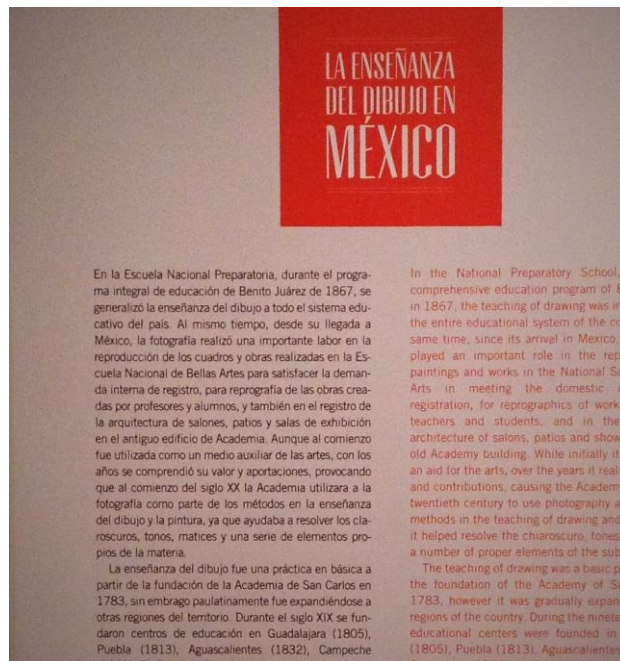 LA ENSEÑANZA
DEL DIBUJO EN
MÉXICO
En la Escuela Nacional Preparatoria, durante el progra-
ma integral de educación de Benito Juárez de 1867, se
generalizó la enseñanza del dibujo a todo el sistema edu-
cativo del país. Al mismo tiempo, desde su llegada a
México, la fotografía realizó una importante labor en la
reproducción de los cuadros y obras realizadas en la Es-
cuela Nacional de Bellas Artes para satisfacer la deman-
da interna de registro, para reprografía de las obras crea-
das por profesores y alumnos, y también en el registro de
la arquitectura de salones, patios y salas de exhibición
en el antiguo edificio de Academia. Aunque al comienzo
fue utilizada como un medio auxiliar de las artes, con los
años se comprendió su valor y aportaciones, provocando
que al comienzo del siglo XX la Academia utilizara a la
fotografía como parte de los métodos en la enseñanza
del dibujo y la pintura, ya que ayudaba a resolver los cla-
roscuros, tonos, matices y una serie de elementos pro-
pios de la materia.
La enseñanza del dibujo fue una práctica en básica a
partir de la fundación de la Academia de San Carlos en
1783, sin embrago paulatinamente fue expandiéndose a
otras regiones del territorio. Durante el siglo XIX se fun-
daron centros de educación en Guadalajara (1805),
Puebla (1813), Aguascalientes (1832), Campeche
In the National Preparatory School,
comprehensive education program of
in 1867, the teaching of drawing was
the entire educational system of the
same time, since its arrival in Mexico,
played an important role in the
paintings and works in the National
Arts in meeting the domestic
registration, for reprographics of
teachers and students, and in the
architecture of salons, patios and
old Academy building. While initially
an aid for the arts, over the years it
and contributions, causing the
twentieth century to use photography
methods in the teaching of drawing and
it helped resolve the chiaroscuro, tones
a number of proper elements of the
The teaching of drawing was a basic
the foundation of the Academy of
1783, however it was gradually
regions of the country. During the
educational centers were founded in
(1805), Puebla (1813), Aguascalientes